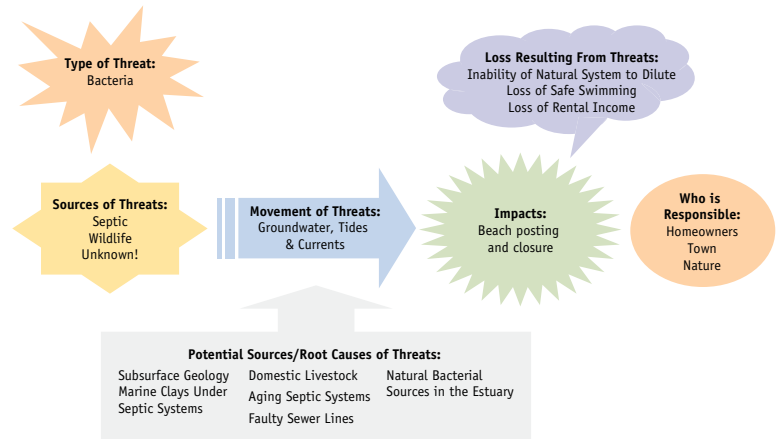 Type of Threat:
Bacteria
Loss Resulting From Threats:
Inability of Natural System to Dilute
Loss of Safe Swimming
Loss of Rental Income
Sources of Threats:
Septic
Wildlife
Unknown!
Movement of Threats:
Groundwater, Tides
& Currents
Impacts:
Beach posting
and closure
Who is
Responsible:
Homeowners
Town
Nature
Potential Sources/Root Causes of Threats:
Subsurface Geology
Marine Clays Under
Septic Systems
Domestic Livestock
Aging Septic Systems
Faulty Sewer Lines
Natural Bacterial
Sources in the Estuary